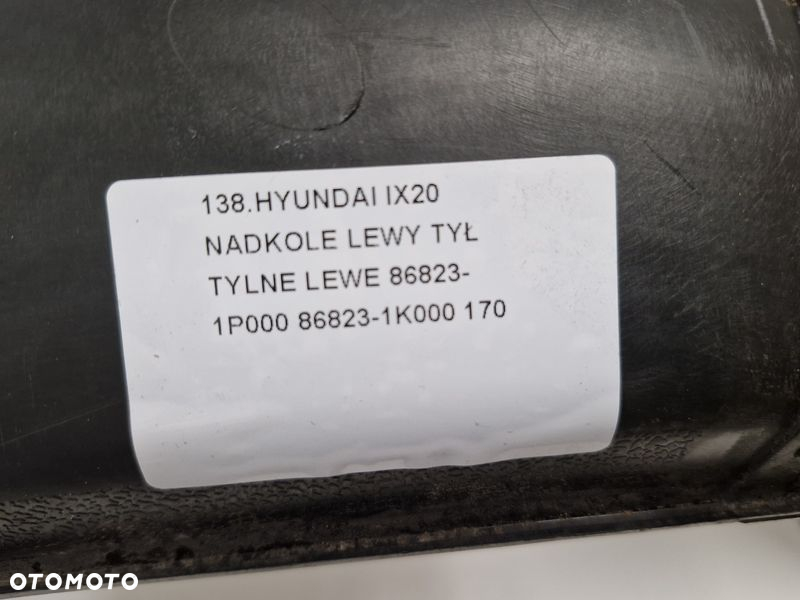 138.HYUNDAI IX20
NADKOLE LEWY TYŁ
TYLNE LEWE 86823-
1P000 86823-1K000 170
OTOMOTO